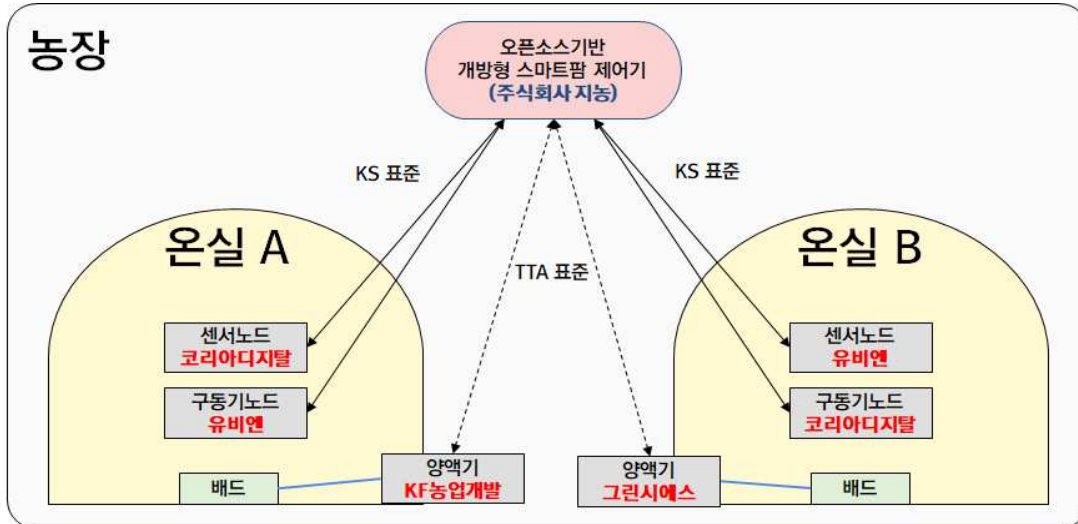 농장
오픈소스기반
개방형 스마트팜 제어기
(주식회사 지농)
KS 표준
KS 표준
TTA 표준
온실 A
센서노드
코리아디지탈
구동기노드
유비엔
배드
양액기
KF농업개발
온실 B
센서노드
유비엔
구동기노드
코리아디지탈
양액기
그린시에스
배드